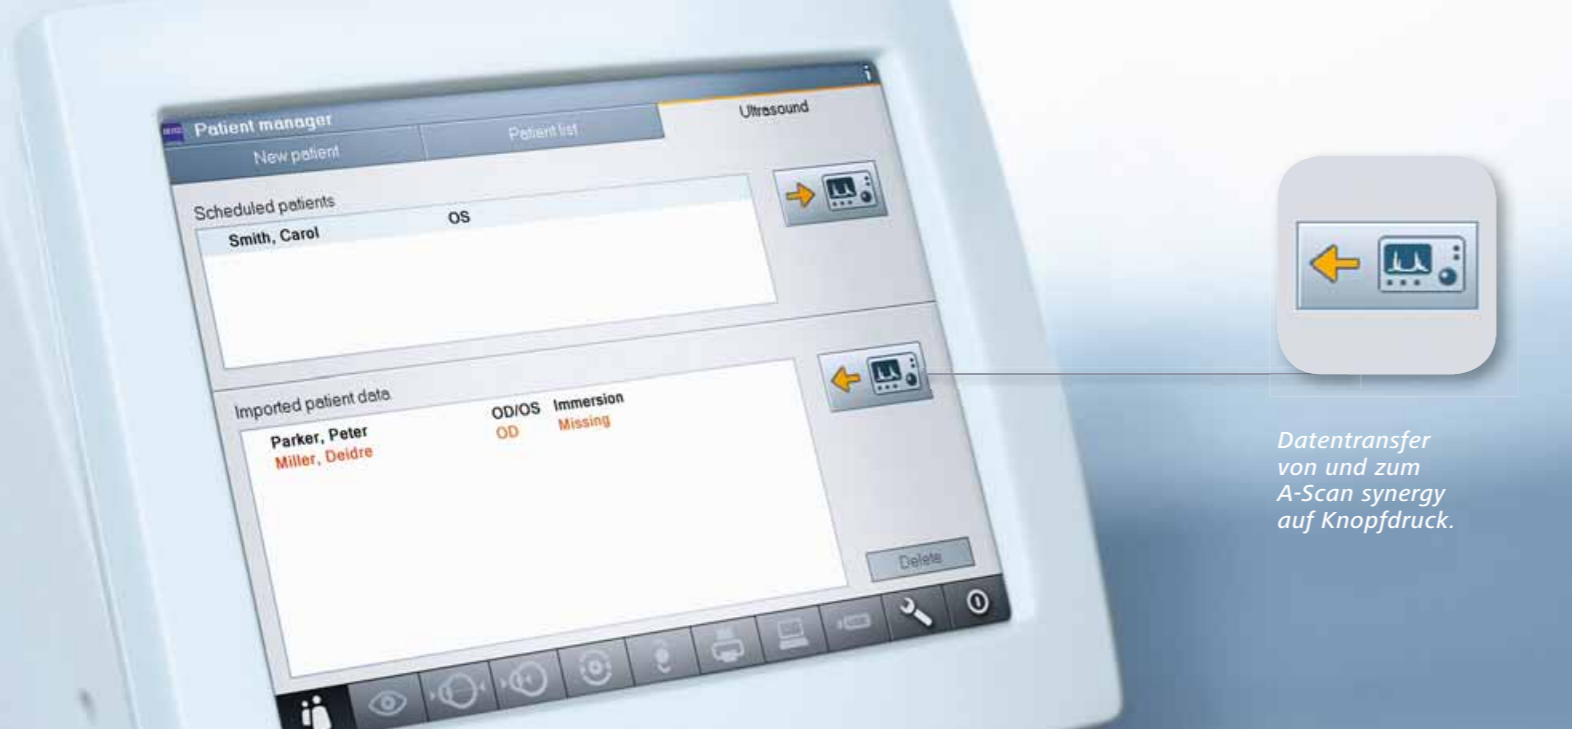 Patient manager
New patient
Patient list
Ultrasound
Scheduled patients
Smith, Carol OS
Imported patient data
OD/OS Immersion
Parker, Peter
Miller, Deidre OD Missing
Delete
Datentransfer
von und zum
A-Scan synergy
auf Knopfdruck.